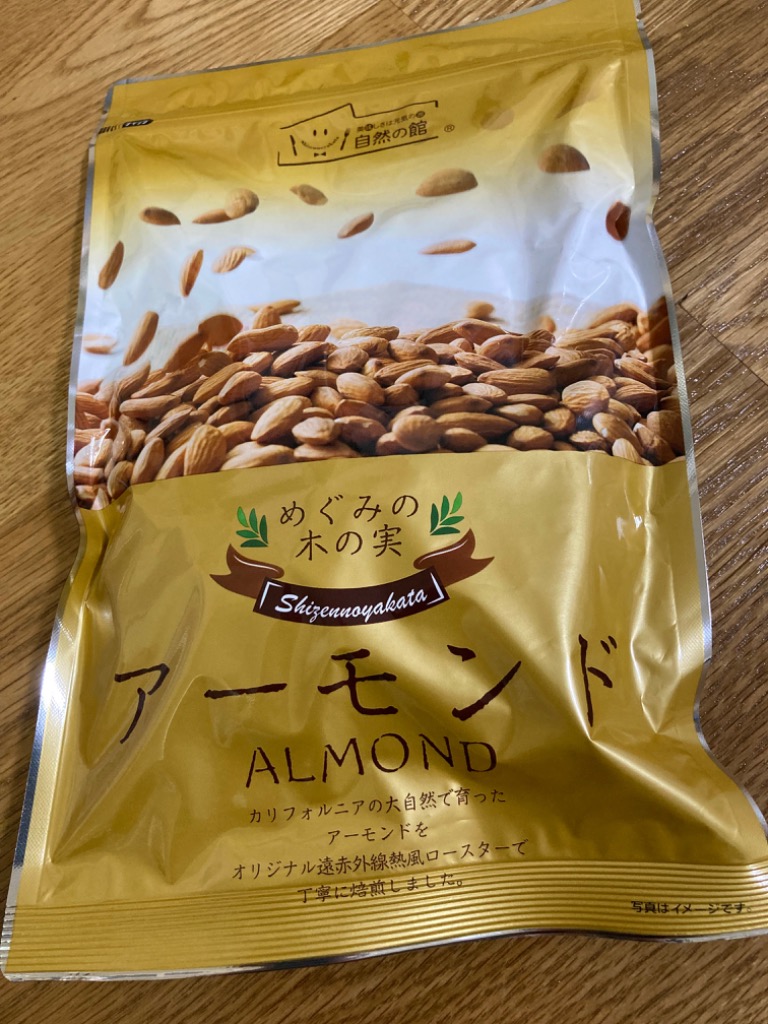 自然の館
®
めぐみの
木の実
Shizennoyakata
アーモンド
ALMOND
カリフォルニアの大自然で育った
アーモンドを
オリジナル遠赤外線熱風ロースターで
丁寧に焙煎しました。
写真はイメージです。